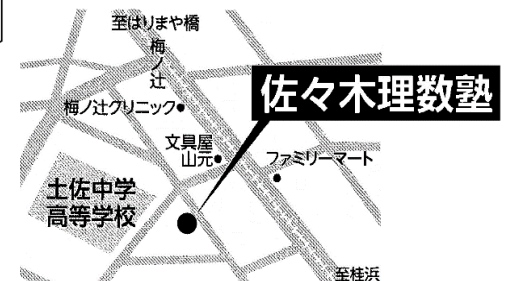 至はりまや橋
梅ノ辻
佐々木理数塾
梅ノ辻クリニック
文具屋
山元
ファミリーマート
土佐中学
高等学校
至桂浜